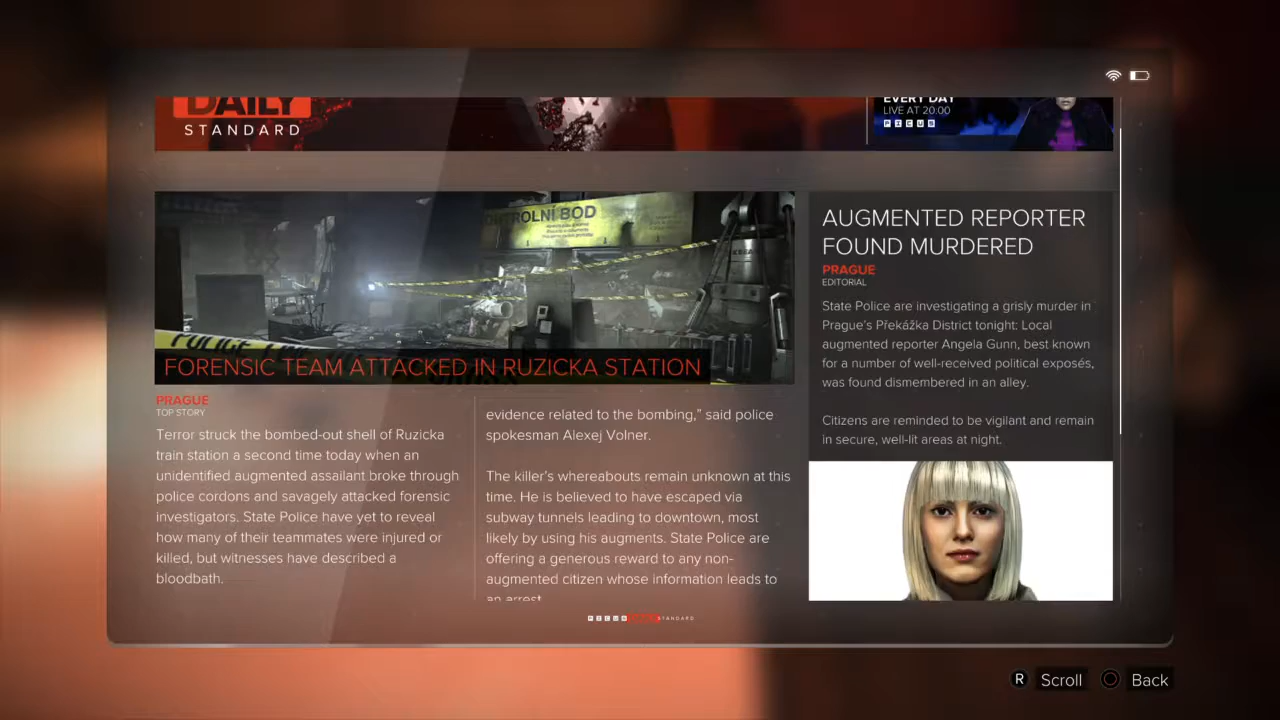 DAILY
STANDARD
EVERY DAY
LIVE AT 20:00
PICUS
KONTROLNÍ BOD
POLICE LINE
FORENSIC TEAM ATTACKED IN RUZICKA STATION
PRAGUE
TOP STORY
Terror struck the bombed-out shell of Ruzicka
train station a second time today when an
unidentified augmented assailant broke through
police cordons and savagely attacked forensic
investigators. State Police have yet to reveal
how many of their teammates were injured or
killed, but witnesses have described a
bloodbath.
evidence related to the bombing,” said police
spokesman Alexej Volner.
The killer’s whereabouts remain unknown at this
time. He is believed to have escaped via
subway tunnels leading to downtown, most
likely by using his augments. State Police are
offering a generous reward to any non-
augmented citizen whose information leads to
an arrest.
AUGMENTED REPORTER
FOUND MURDERED
PRAGUE
EDITORIAL
State Police are investigating a grisly murder in
Prague’s Překážka District tonight: Local
augmented reporter Angela Gunn, best known
for a number of well-received political exposés,
was found dismembered in an alley.
Citizens are reminded to be vigilant and remain
in secure, well-lit areas at night.
PICUS DAILY STANDARD
R Scroll Back